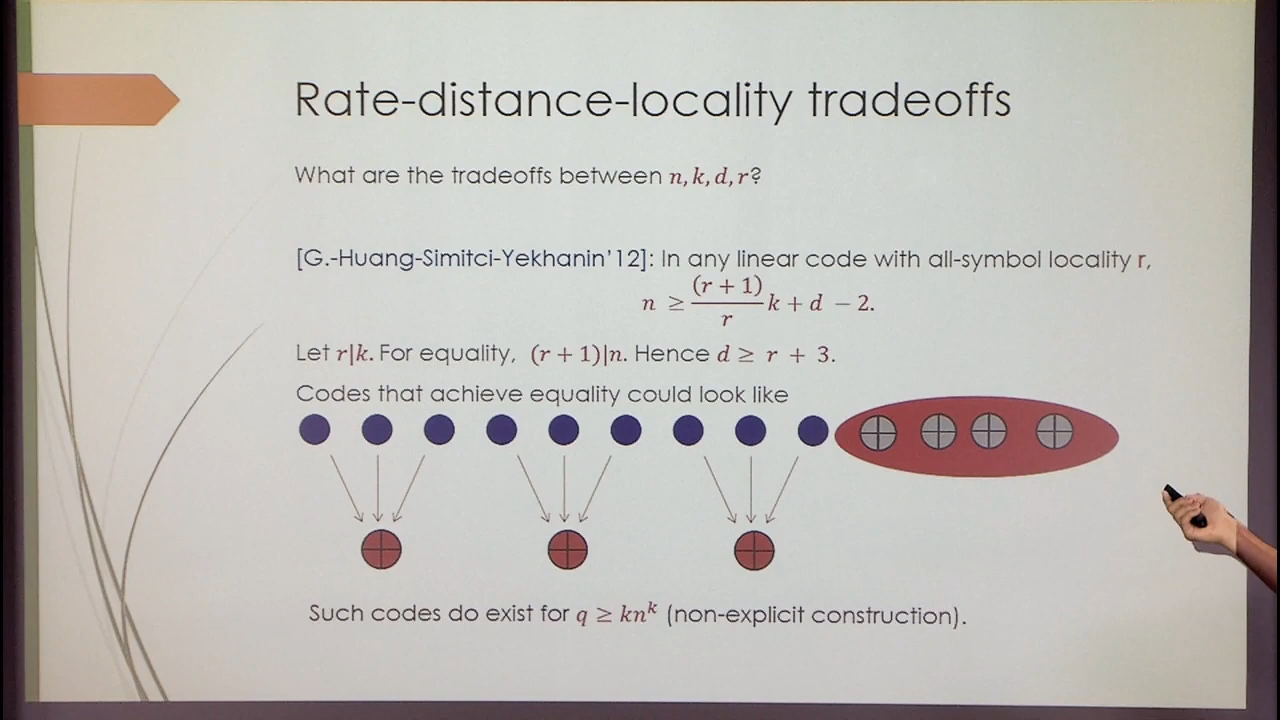 Rate-distance-locality tradeoffs
What are the tradeoffs between n, k, d, r?
[G.-Huang-Simitci-Yekhanin'12]: In any linear code with all-symbol locality r,
n ≥ (r + 1)/r k + d − 2.
Let r|k. For equality, (r + 1)|n. Hence d ≥ r + 3.
Codes that achieve equality could look like
Such codes do exist for q ≥ kn^k (non-explicit construction).